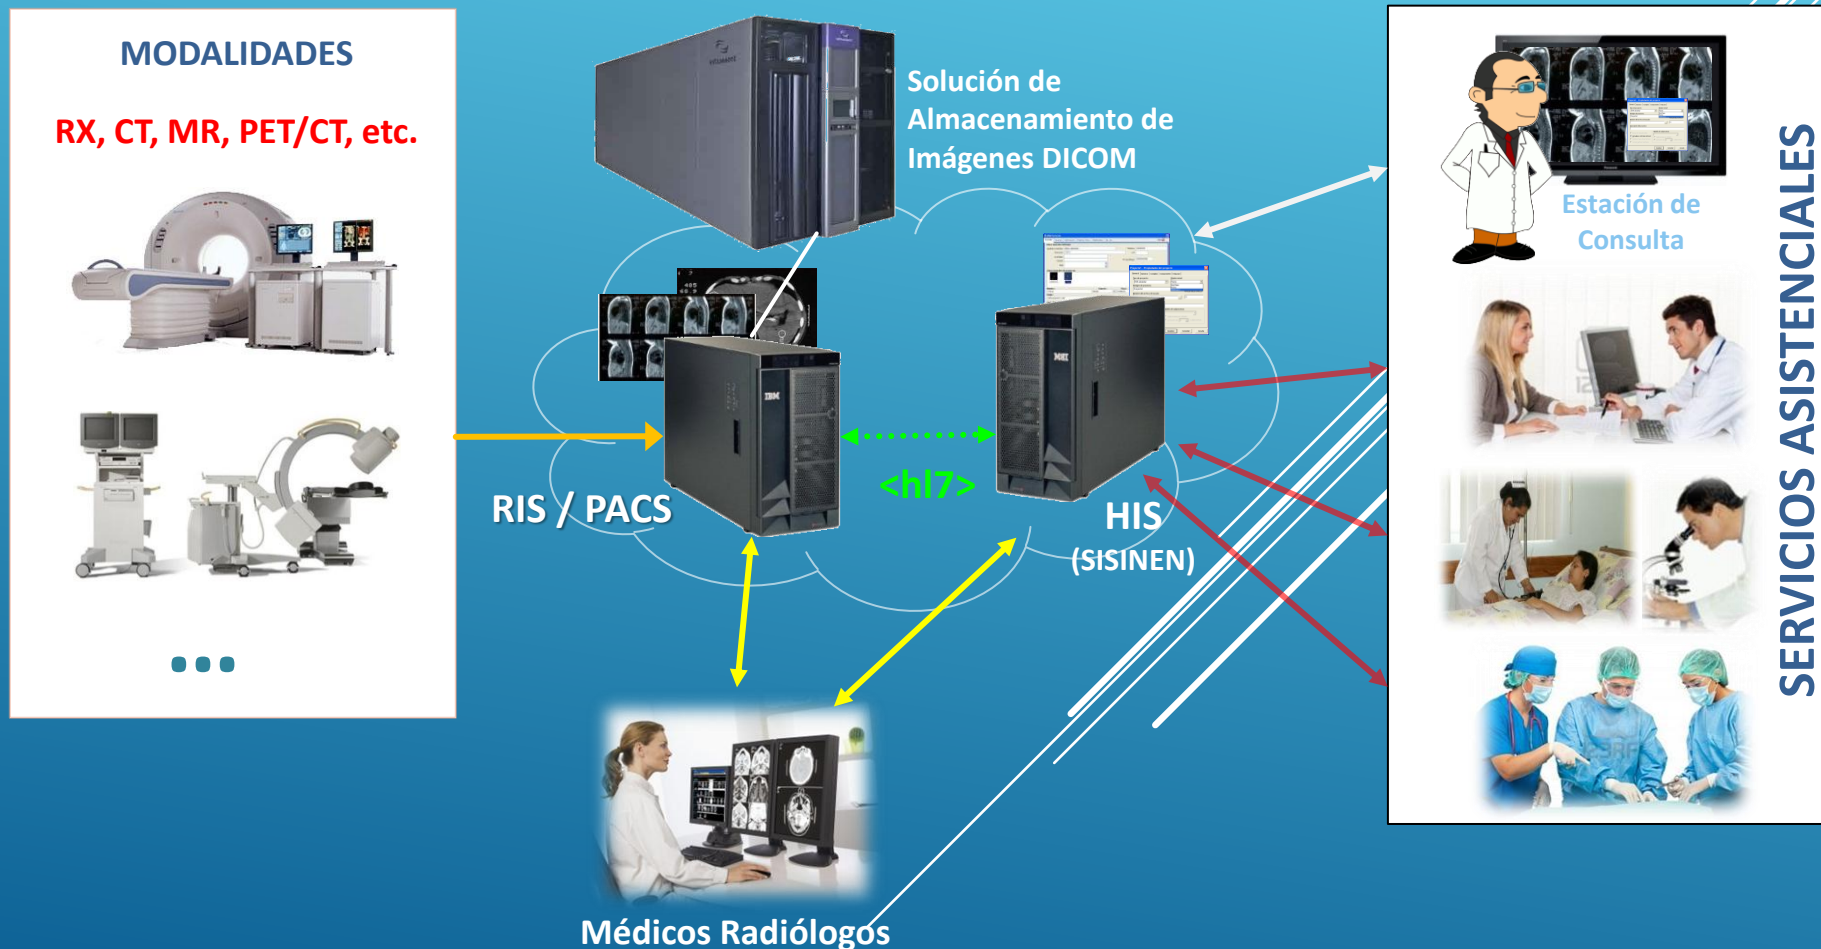 MODALIDADES
RX, CT, MR, PET/CT, etc.
Solución de
Almacenamiento de
Imágenes DICOM
RIS / PACS
IBM
<hl7>
HIS
(SISINEN)
Médicos Radiólogos
Estación de
Consulta
SERVICIOS ASISTENCIALES